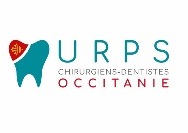 URPS
CHIRURGIENS-DENTISTES
OCCITANIE